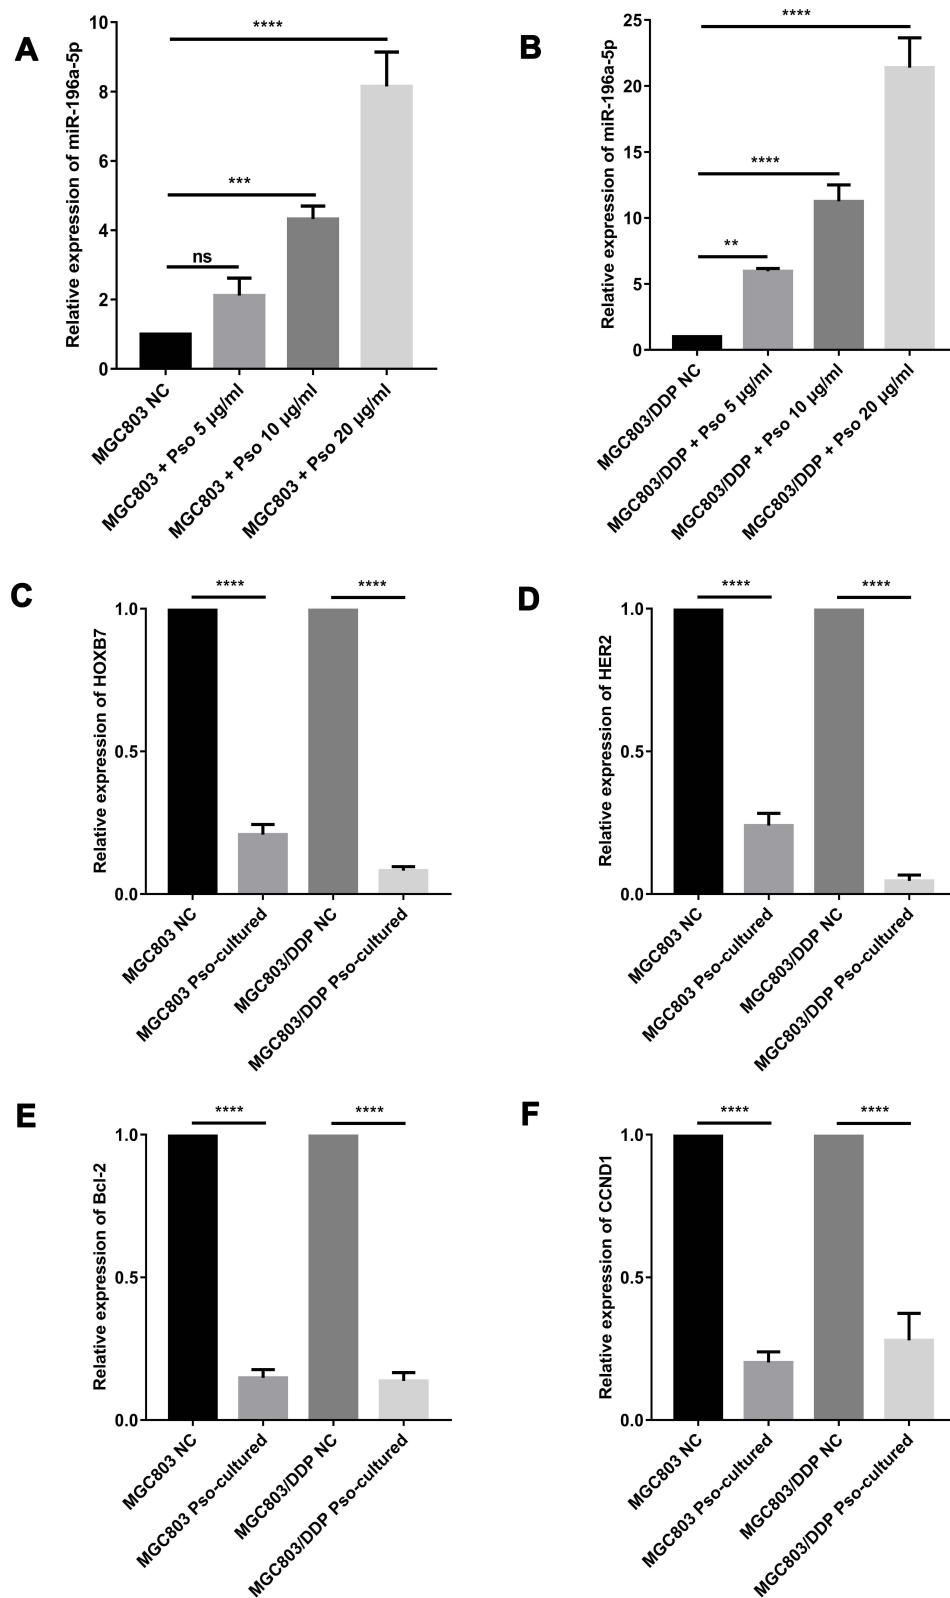 A
Relative expression of miR-196a-5p
10
8
6
4
2
0
****
***
ns
MGC803 NC
MGC803 + Pso 5 μg/ml
MGC803 + Pso 10 μg/ml
MGC803 + Pso 20 μg/ml
B
Relative expression of miR-196a-5p
25
20
15
10
5
0
****
****
**
MGC803/DDP NC
MGC803/DDP + Pso 5 μg/ml
MGC803/DDP + Pso 10 μg/ml
MGC803/DDP + Pso 20 μg/ml
C
Relative expression of HOXB7
1.0
0.5
0.0
****
****
MGC803 NC
MGC803 Pso-cultured
MGC803/DDP NC
MGC803/DDP Pso-cultured
D
Relative expression of HER2
1.0
0.5
0.0
****
****
MGC803 NC
MGC803 Pso-cultured
MGC803/DDP NC
MGC803/DDP Pso-cultured
E
Relative expression of Bcl-2
1.0
0.5
0.0
****
****
MGC803 NC
MGC803 Pso-cultured
MGC803/DDP NC
MGC803/DDP Pso-cultured
F
Relative expression of CCND1
1.0
0.5
0.0
****
****
MGC803 NC
MGC803 Pso-cultured
MGC803/DDP NC
MGC803/DDP Pso-cultured